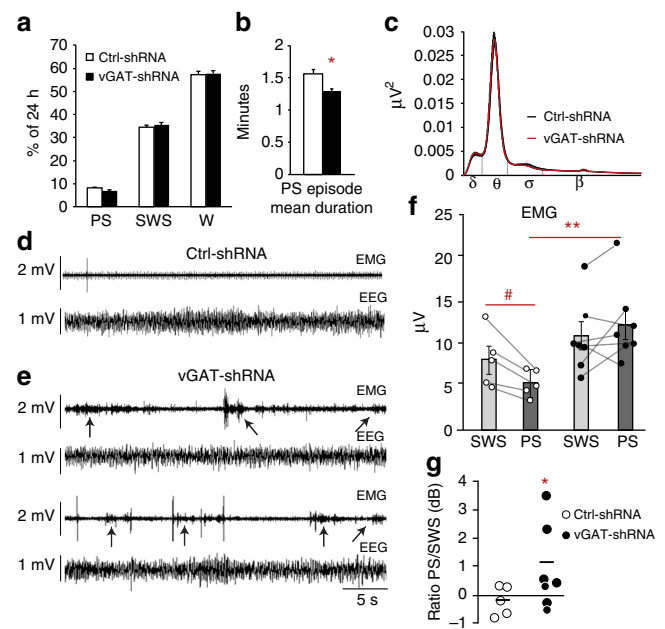 a
70
60
50
40
30
20
10
0
% of 24 h
Ctrl-shRNA
vGAT-shRNA
PS SWS W
b
2
1.5
1
0.5
0
Minutes
*
PS episode
mean duration
c
0.03
0.025
0.02
0.015
0.01
0.005
0
μV²
Ctrl-shRNA
vGAT-shRNA
δ θ σ β
d
Ctrl-shRNA
EMG
2 mV
EEG
1 mV
e
vGAT-shRNA
EMG
2 mV
EEG
1 mV
EMG
2 mV
EEG
1 mV
5 s
f
EMG
25
20
15
10
5
0
μV
#
**
SWS PS SWS PS
g
4
3
2
1
0
–1
Ratio PS/SWS (dB)
*
Ctrl-shRNA
vGAT-shRNA